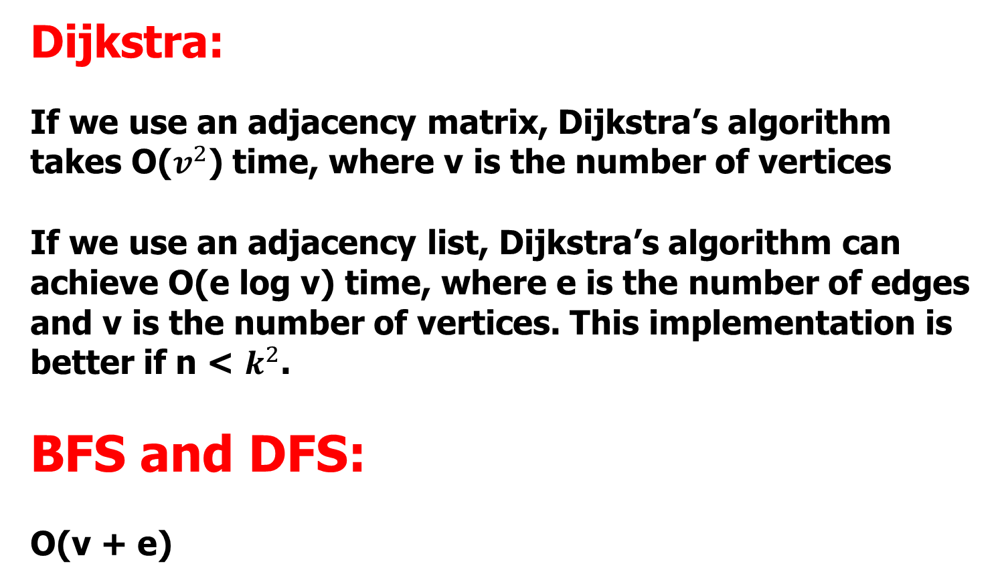 Dijkstra:
If we use an adjacency matrix, Dijkstra’s algorithm
takes O(𝒗²) time, where v is the number of vertices
If we use an adjacency list, Dijkstra’s algorithm can
achieve O(e log v) time, where e is the number of edges
and v is the number of vertices. This implementation is
better if n < 𝒌².
BFS and DFS:
O(v + e)